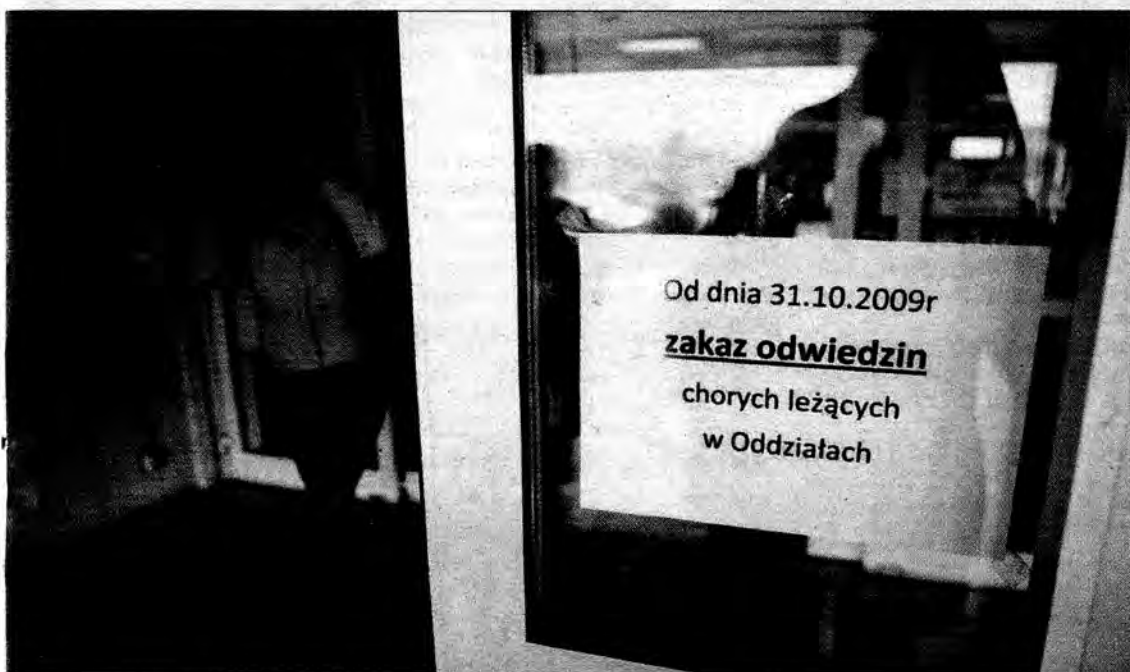 Od dnia 31.10.2009r
zakaz odwiedzin
chorych leżących
w Oddziałach